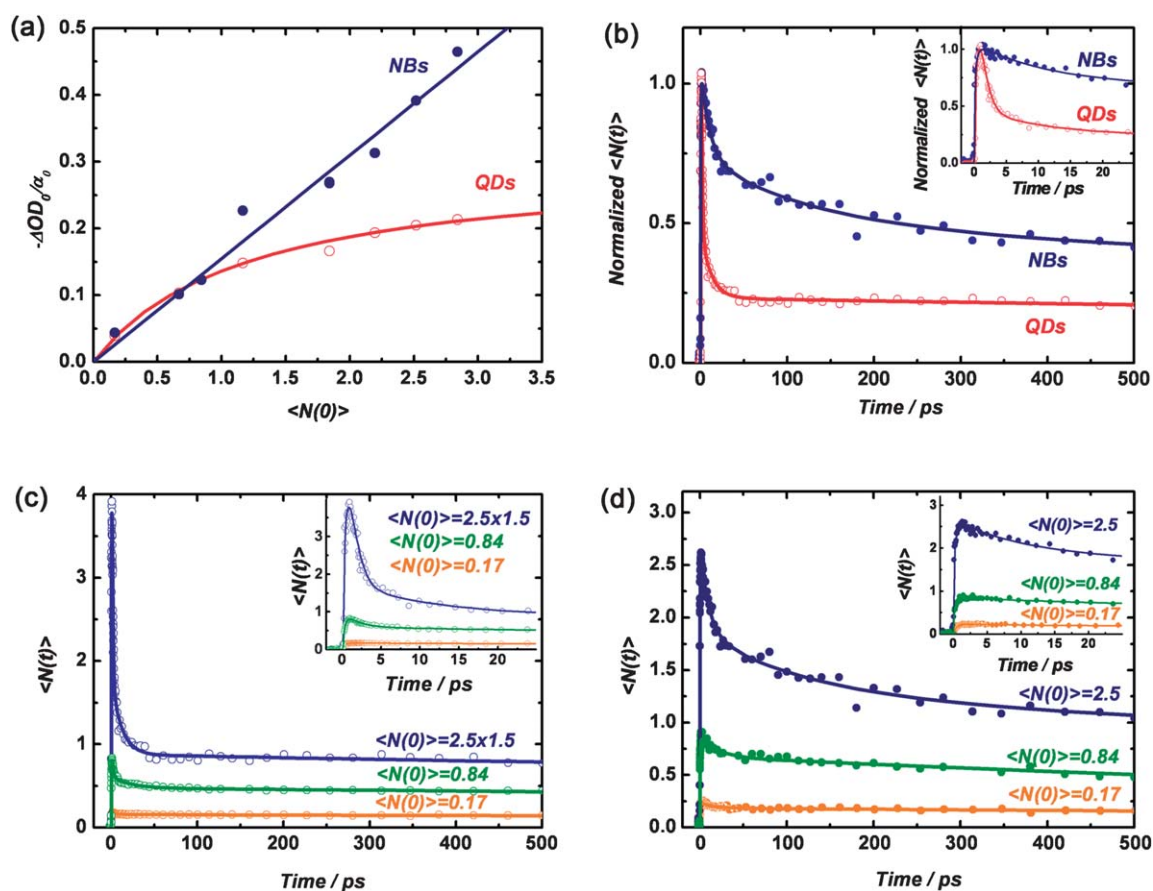 (a)
0.5
0.4
0.3
0.2
0.1
0.0
-ΔOD₀/α₀
NBs
QDs
0.0 0.5 1.0 1.5 2.0 2.5 3.0 3.5
<N(0)>
(b)
1.0
0.5
0.0
Normalized <N(t)>
NBs
QDs
0 100 200 300 400 500
Time / ps
1.0
0.5
0.0
Normalized <N(t)>
NBs
QDs
0 5 10 15 20
Time / ps
(c)
4
3
2
1
0
<N(t)>
<N(0)>=2.5x1.5
<N(0)>=0.84
<N(0)>=0.17
0 100 200 300 400 500
Time / ps
3
2
1
0
<N(t)>
<N(0)>=2.5x1.5
<N(0)>=0.84
<N(0)>=0.17
0 5 10 15 20
Time / ps
(d)
3.0
2.5
2.0
1.5
1.0
0.5
0.0
<N(t)>
<N(0)>=2.5
<N(0)>=0.84
<N(0)>=0.17
0 100 200 300 400 500
Time / ps
3
2
1
0
<N(t)>
<N(0)>=2.5
<N(0)>=0.84
<N(0)>=0.17
0 5 10 15 20
Time / ps